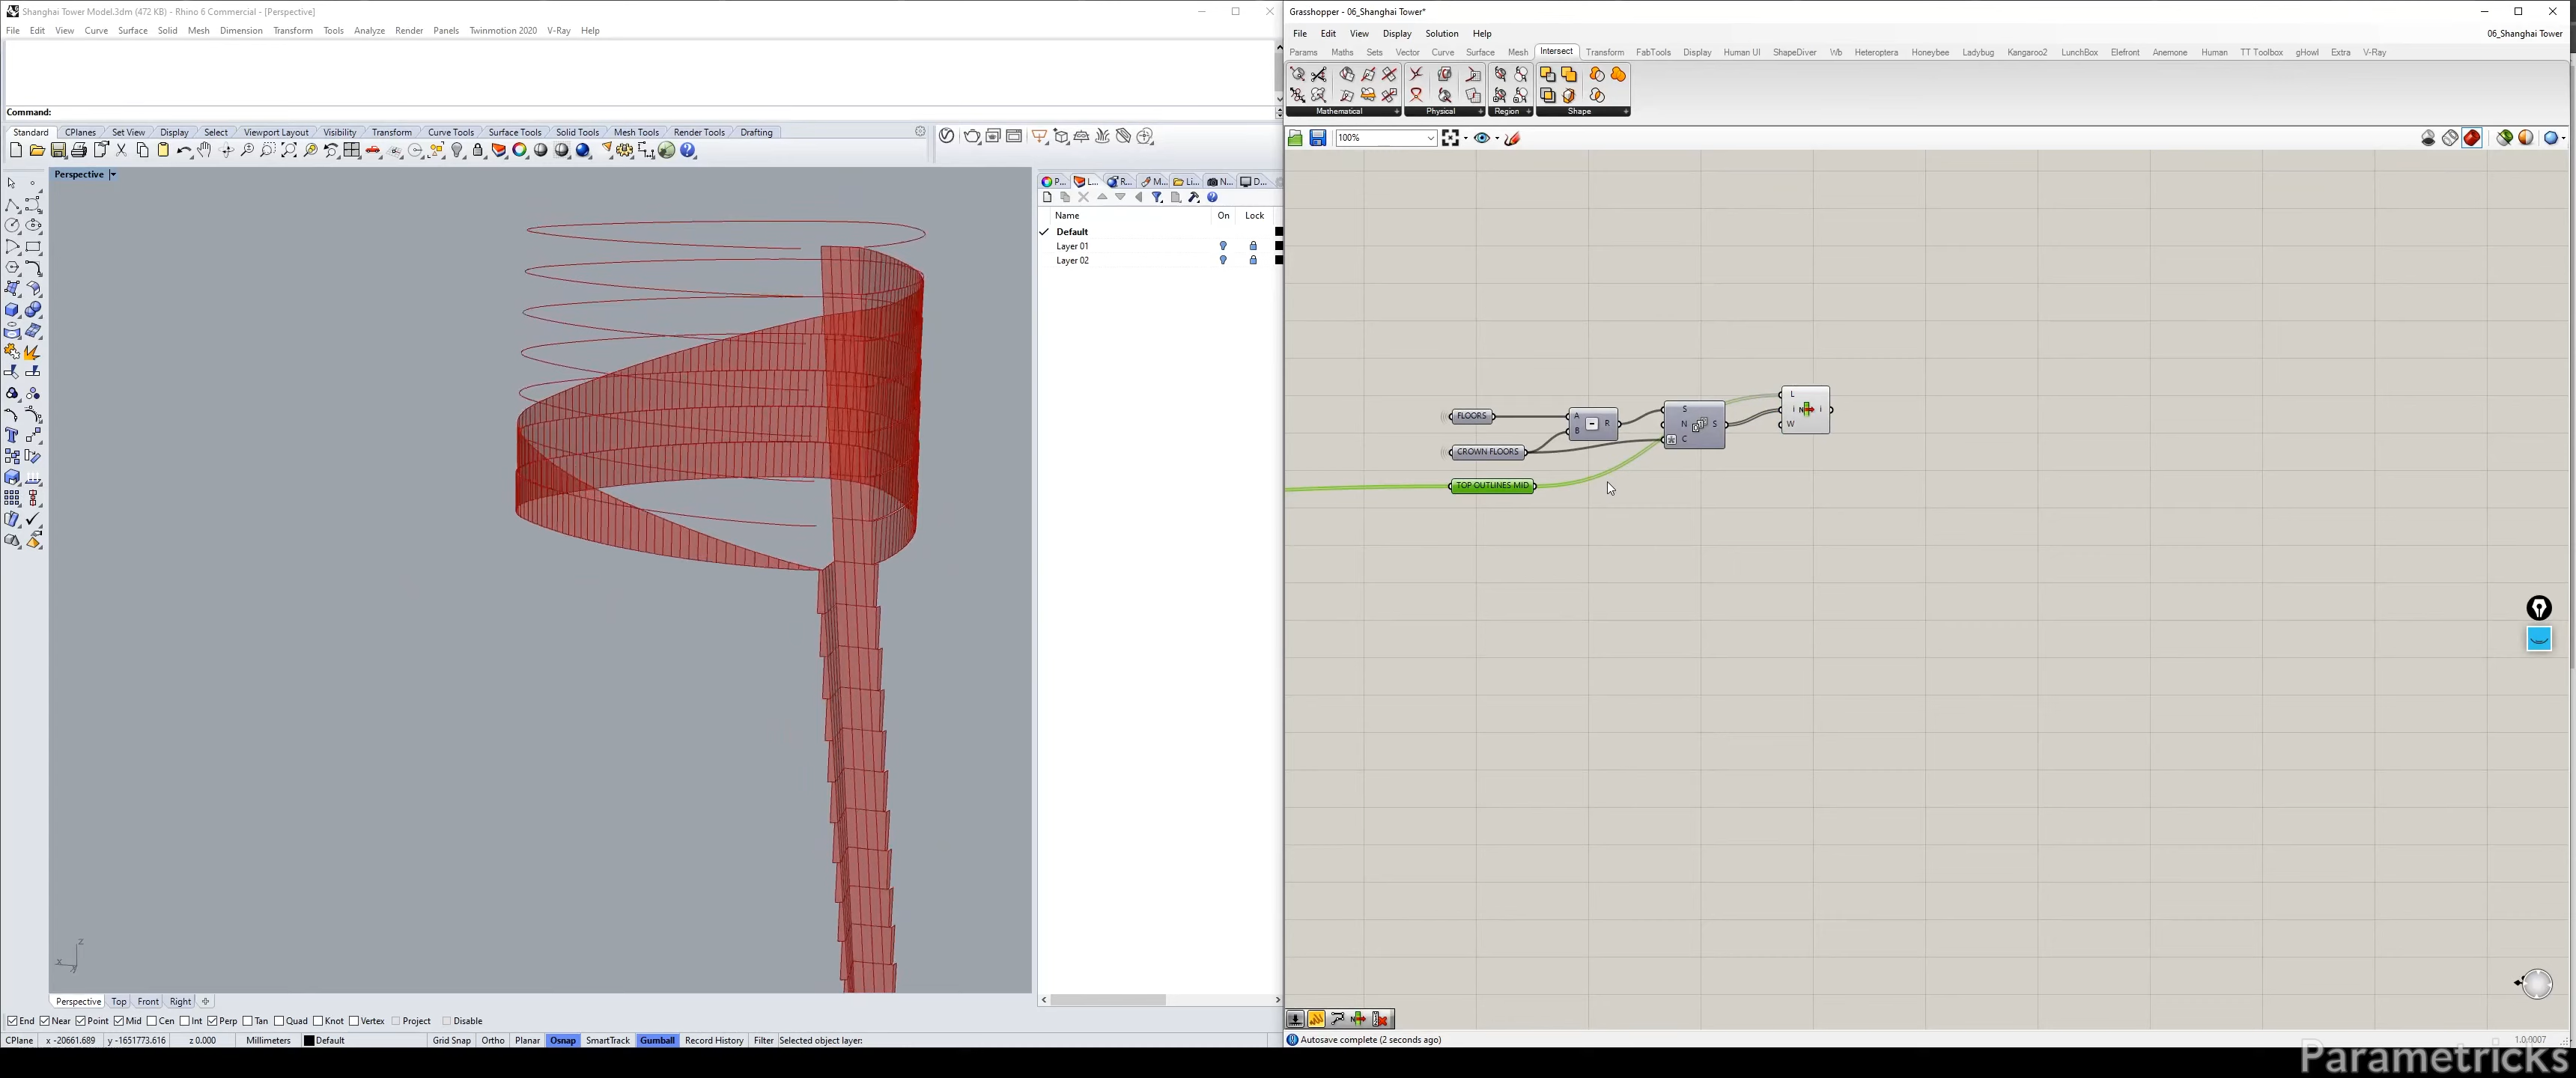 Shanghai Tower Model.3dm (472 KB) - Rhino 6 Commercial - [Perspective]
File Edit View Curve Surface Solid Mesh Dimension Transform Tools Analyze Render Panels Twinmotion 2020 V-Ray Help
Command:
Standard CPlanes Set View Display Select Viewport Layout Visibility Transform Curve Tools Surface Tools Solid Tools Mesh Tools Render Tools Drafting
Perspective
P... L... R... M... Li... N... D...
Name On Lock
Default
Layer 01
Layer 02
z
x
y
Perspective Top Front Right
End Near Point Mid Cen Int Perp Tan Quad Knot Vertex Project Disable
CPlane x -20661.689 y -1651773.616 z 0.000 Millimeters Default Grid Snap Ortho Planar Osnap SmartTrack Gumball Record History Filter Selected object layer:
Grasshopper - 06_Shanghai Tower*
File Edit View Display Solution Help
06_Shanghai Tower
Params Maths Sets Vector Curve Surface Mesh Intersect Transform FabTools Display Human UI ShapeDiver Wb Heteroptera Honeybee Ladybug Kangaroo2 LunchBox Elefront Anemone Human TT Toolbox gHowl Extra V-Ray
Mathematical Physical Region Shape
100%
FLOORS
CROWN FLOORS
TOP OUTLINES MID
A
B
R
S
N
C
S
L
i
W
i
Autosave complete (2 seconds ago)
1.0.0007
Parametricks